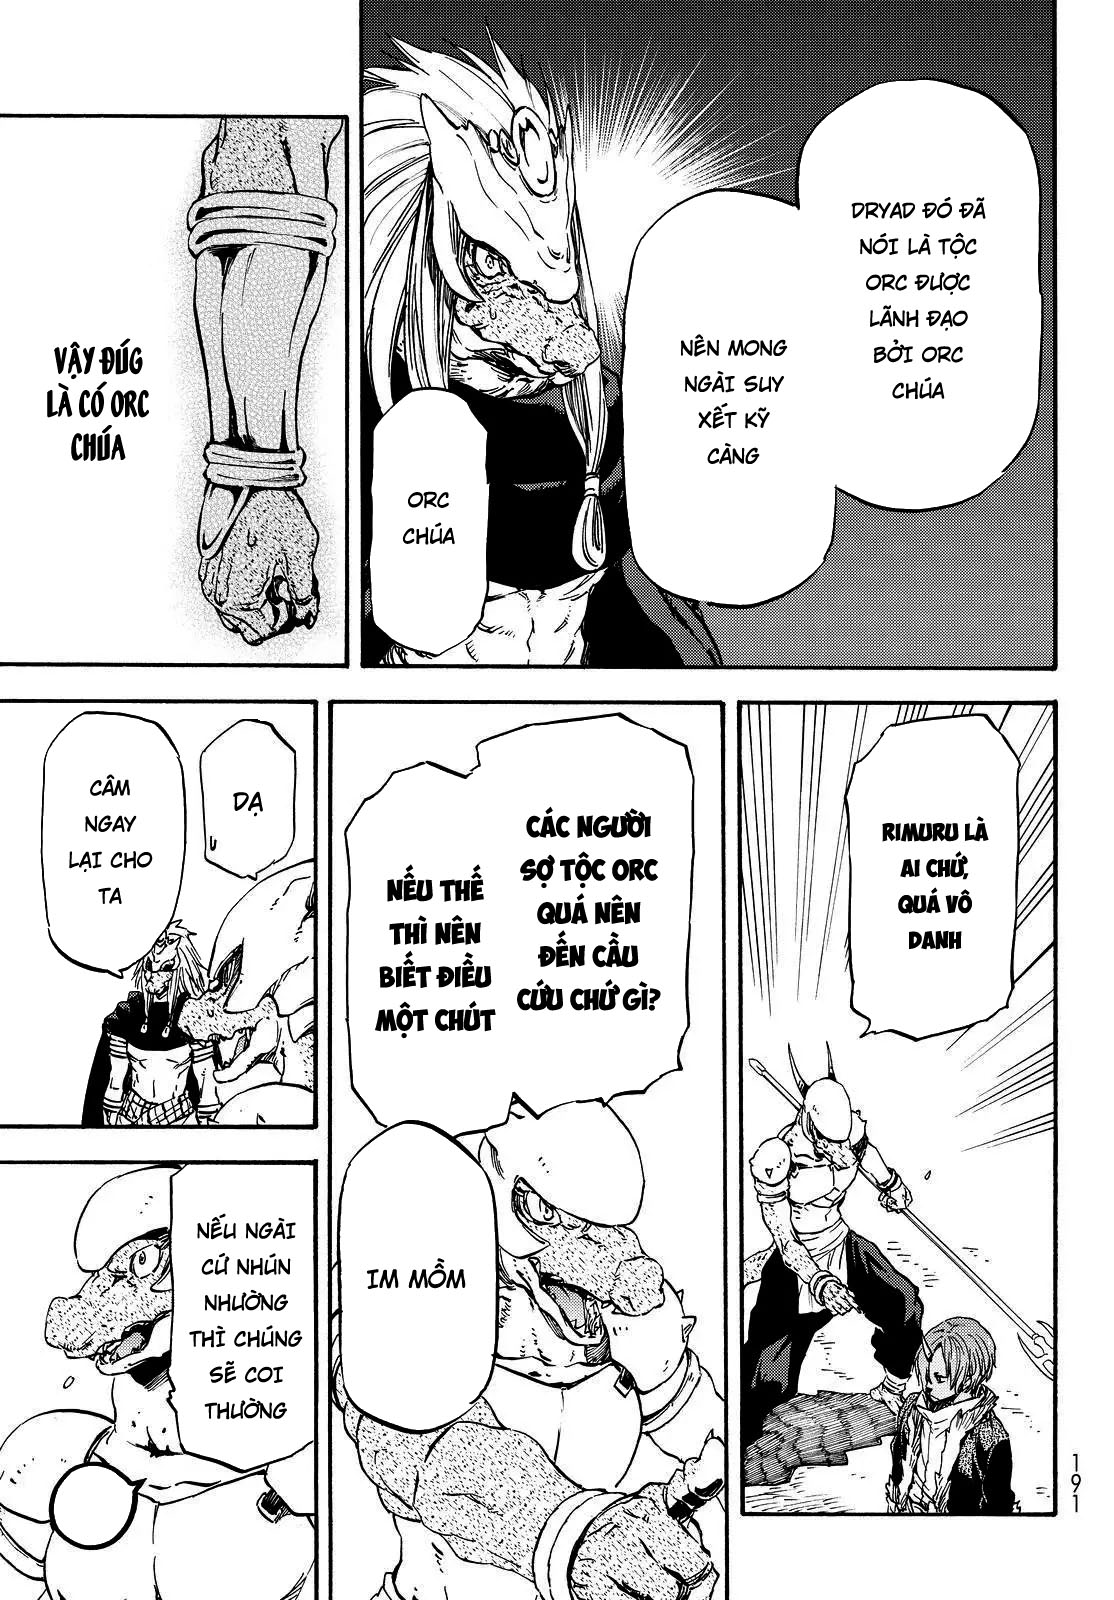 DRYAD ĐÓ ĐÃ
NÓI LÀ TỘC
ORC ĐƯỢC
LÃNH ĐẠO
BỞI ORC
CHÚA
NÊN MONG
NGÀI SUY
XẾT KỸ
CÀNG
ORC
CHÚA
VẬY ĐÚG
LÀ CÓ ORC
CHÚA
RIMURU LÀ
AI CHỨ,
QUÁ VÔ
DANH
CÁC NGƯỜI
SỢ TỘC ORC
QUÁ NÊN
ĐẾN CẦU
CỨU CHỨ GÌ?
NẾU THẾ
THÌ NÊN
BIẾT ĐIỀU
MỘT CHÚT
IM MỒM
DẠ
CÂM
NGAY
LẠI CHO
TA
NẾU NGÀI
CỨ NHÚN
NHƯỜNG
THÌ CHÚNG
SẼ COI
THƯỜNG
191